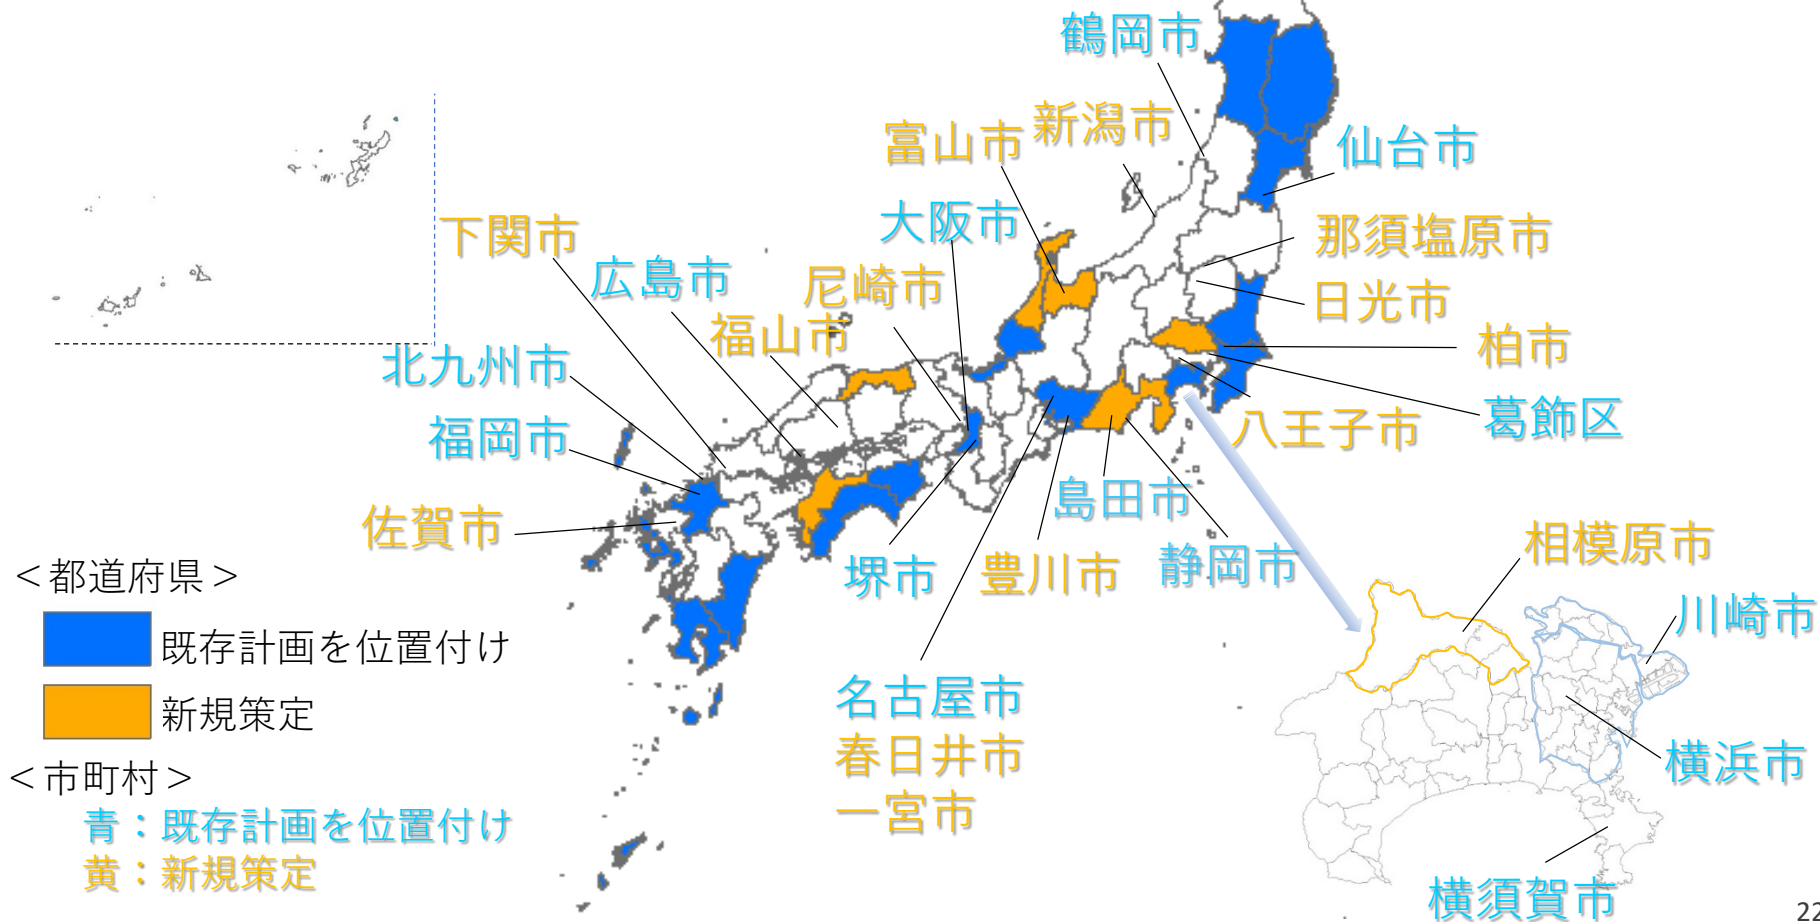 鶴岡市
新潟市
富山市
仙台市
大阪市
下関市
那須塩原市
広島市
尼崎市
日光市
福山市
柏市
北九州市
葛飾区
八王子市
福岡市
島田市
佐賀市
堺市
豊川市
静岡市
相模原市
川崎市
名古屋市
春日井市
一宮市
横浜市
横須賀市
＜都道府県＞
既存計画を位置付け
新規策定
＜市町村＞
青：既存計画を位置付け
黄：新規策定
22